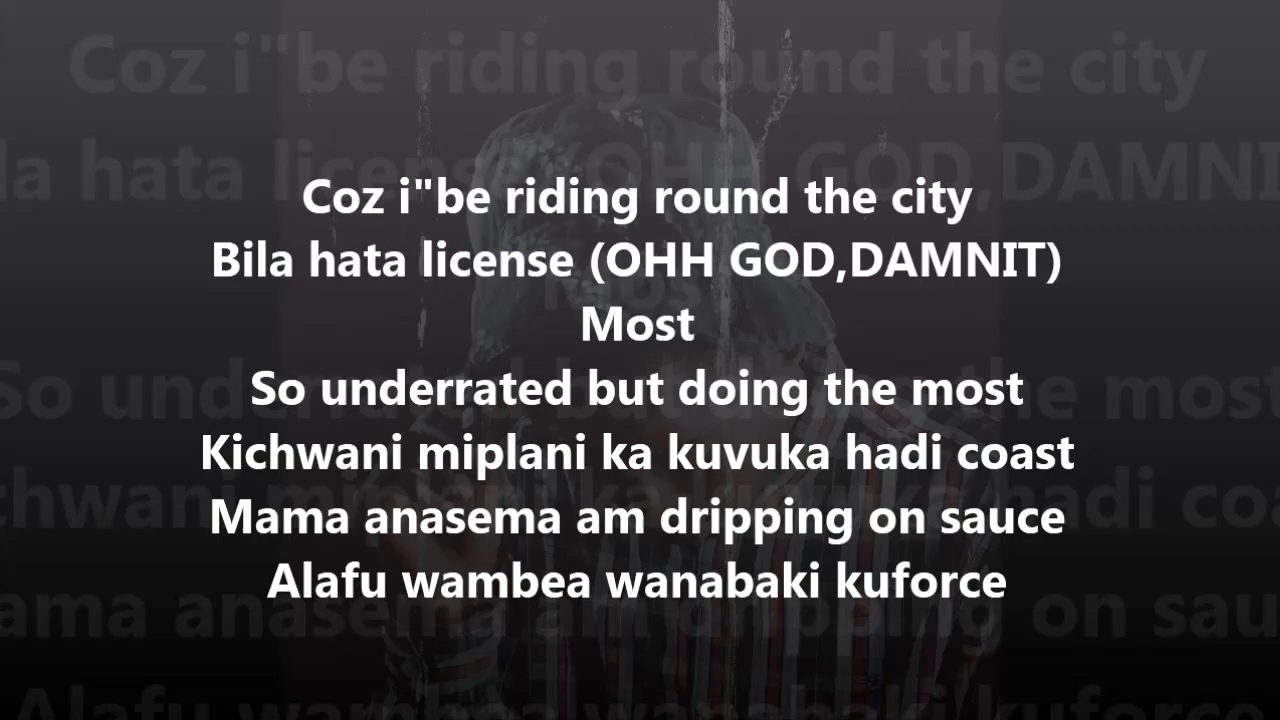 Coz i"be riding round the city
Bila hata license (OHH GOD,DAMNIT)
Most
So underrated but doing the most
Kichwani miplani ka kuvuka hadi coast
Mama anasema am dripping on sauce
Alafu wambea wanabaki kuforce